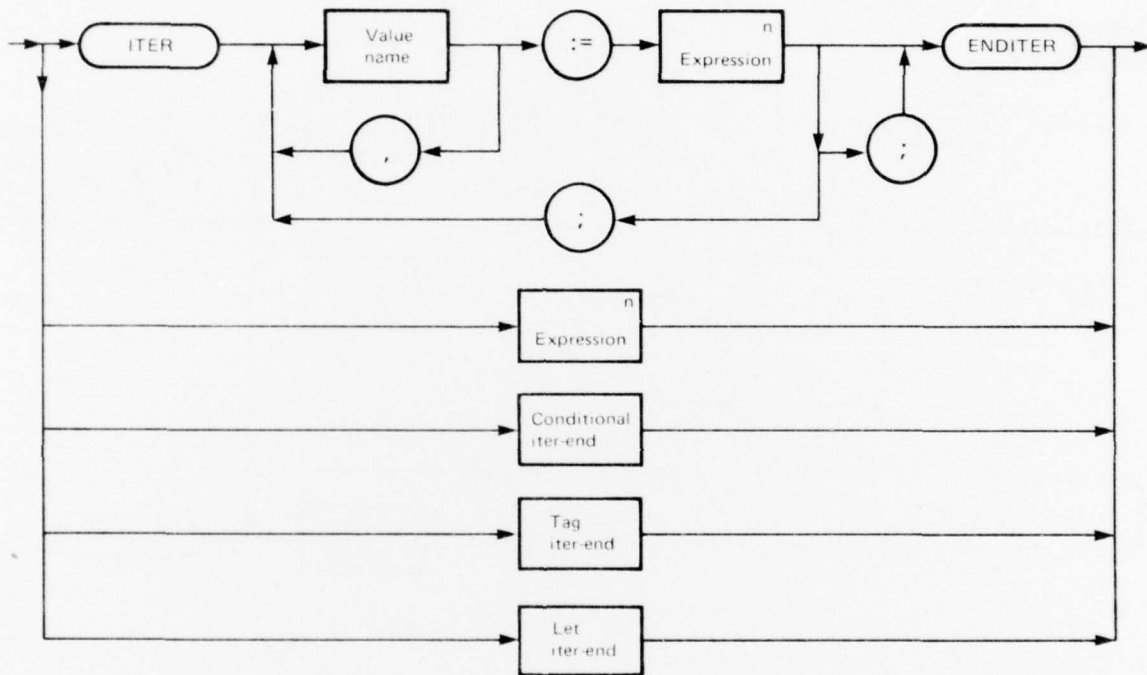 ITER
Value
name
:=
n
Expression
ENDITER
,
;
;
n
Expression
Conditional
iter-end
Tag
iter-end
Let
iter-end